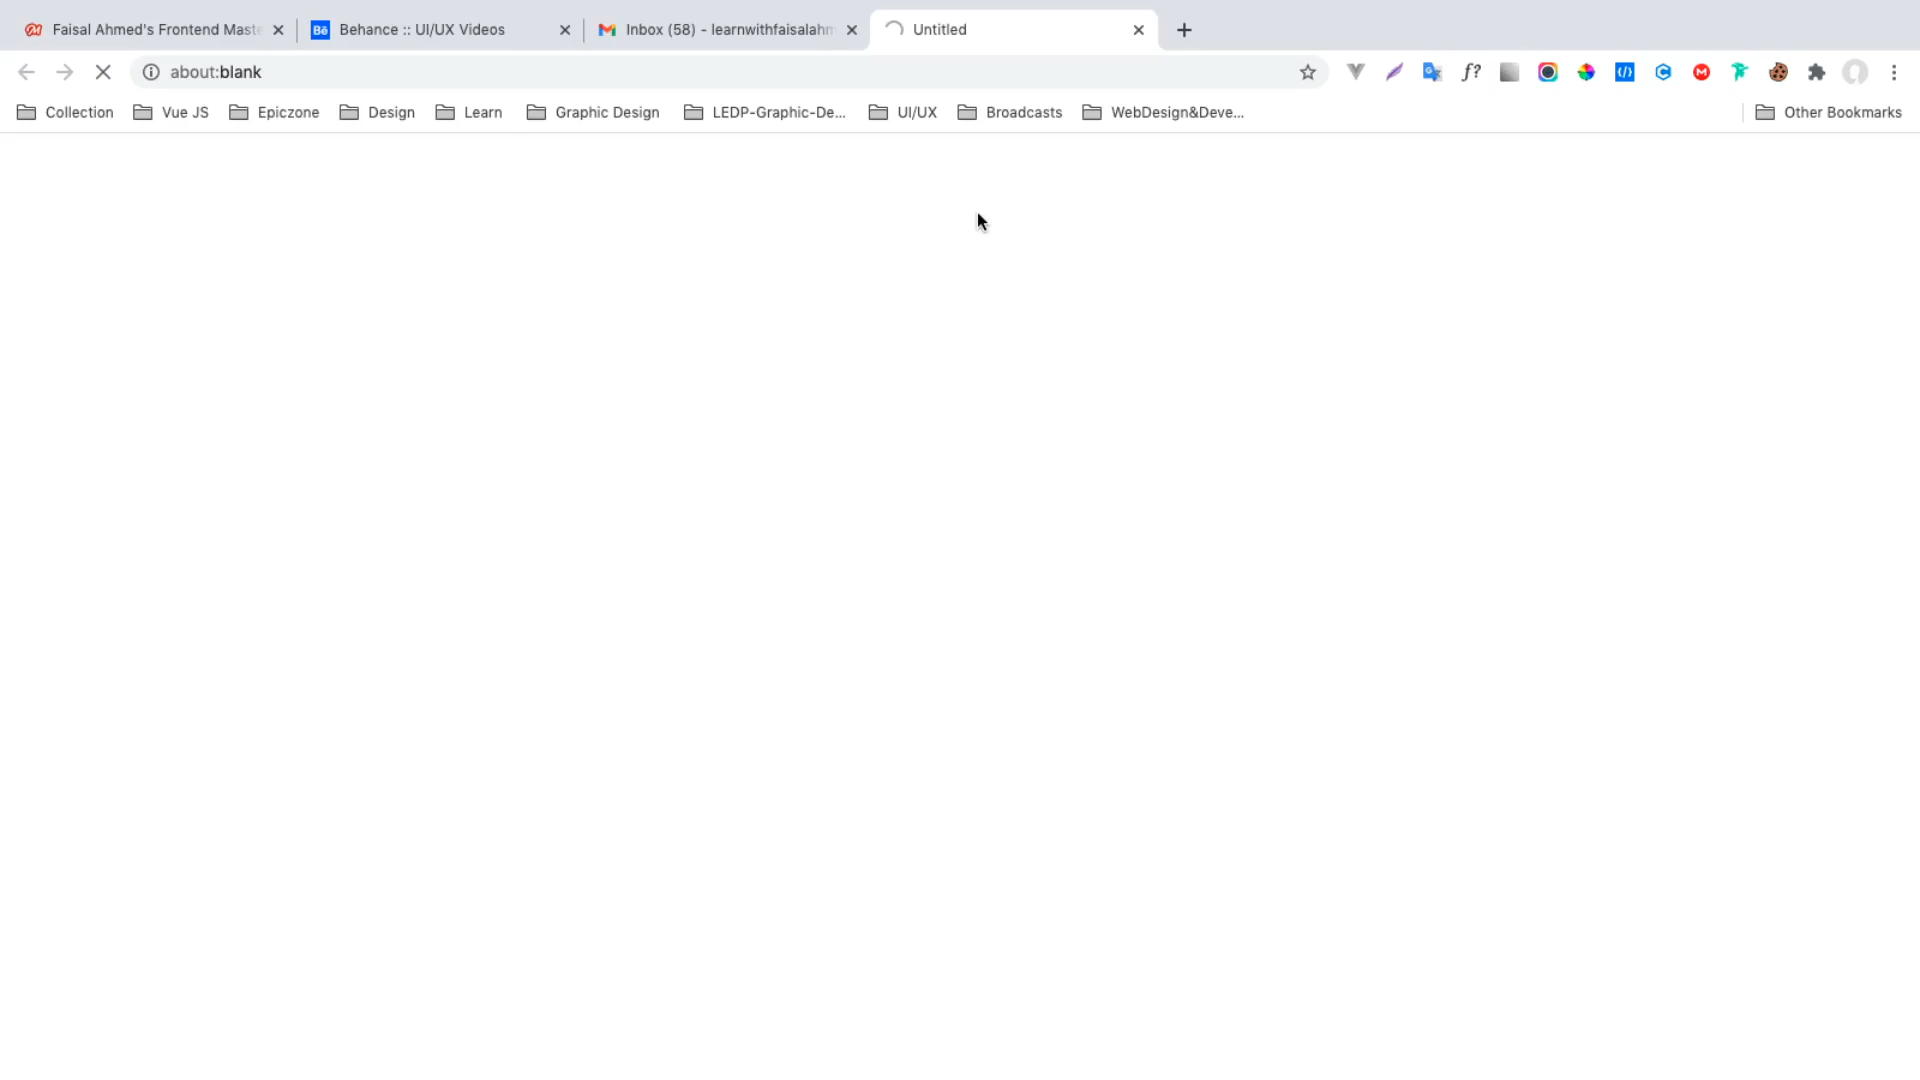 Faisal Ahmed's Frontend Maste
Behance :: UI/UX Videos
Inbox (58) - learnwithfaisalahm
Untitled
about:blank
Collection
Vue JS
Epiczone
Design
Learn
Graphic Design
LEDP-Graphic-De...
UI/UX
Broadcasts
WebDesign&Deve...
Other Bookmarks